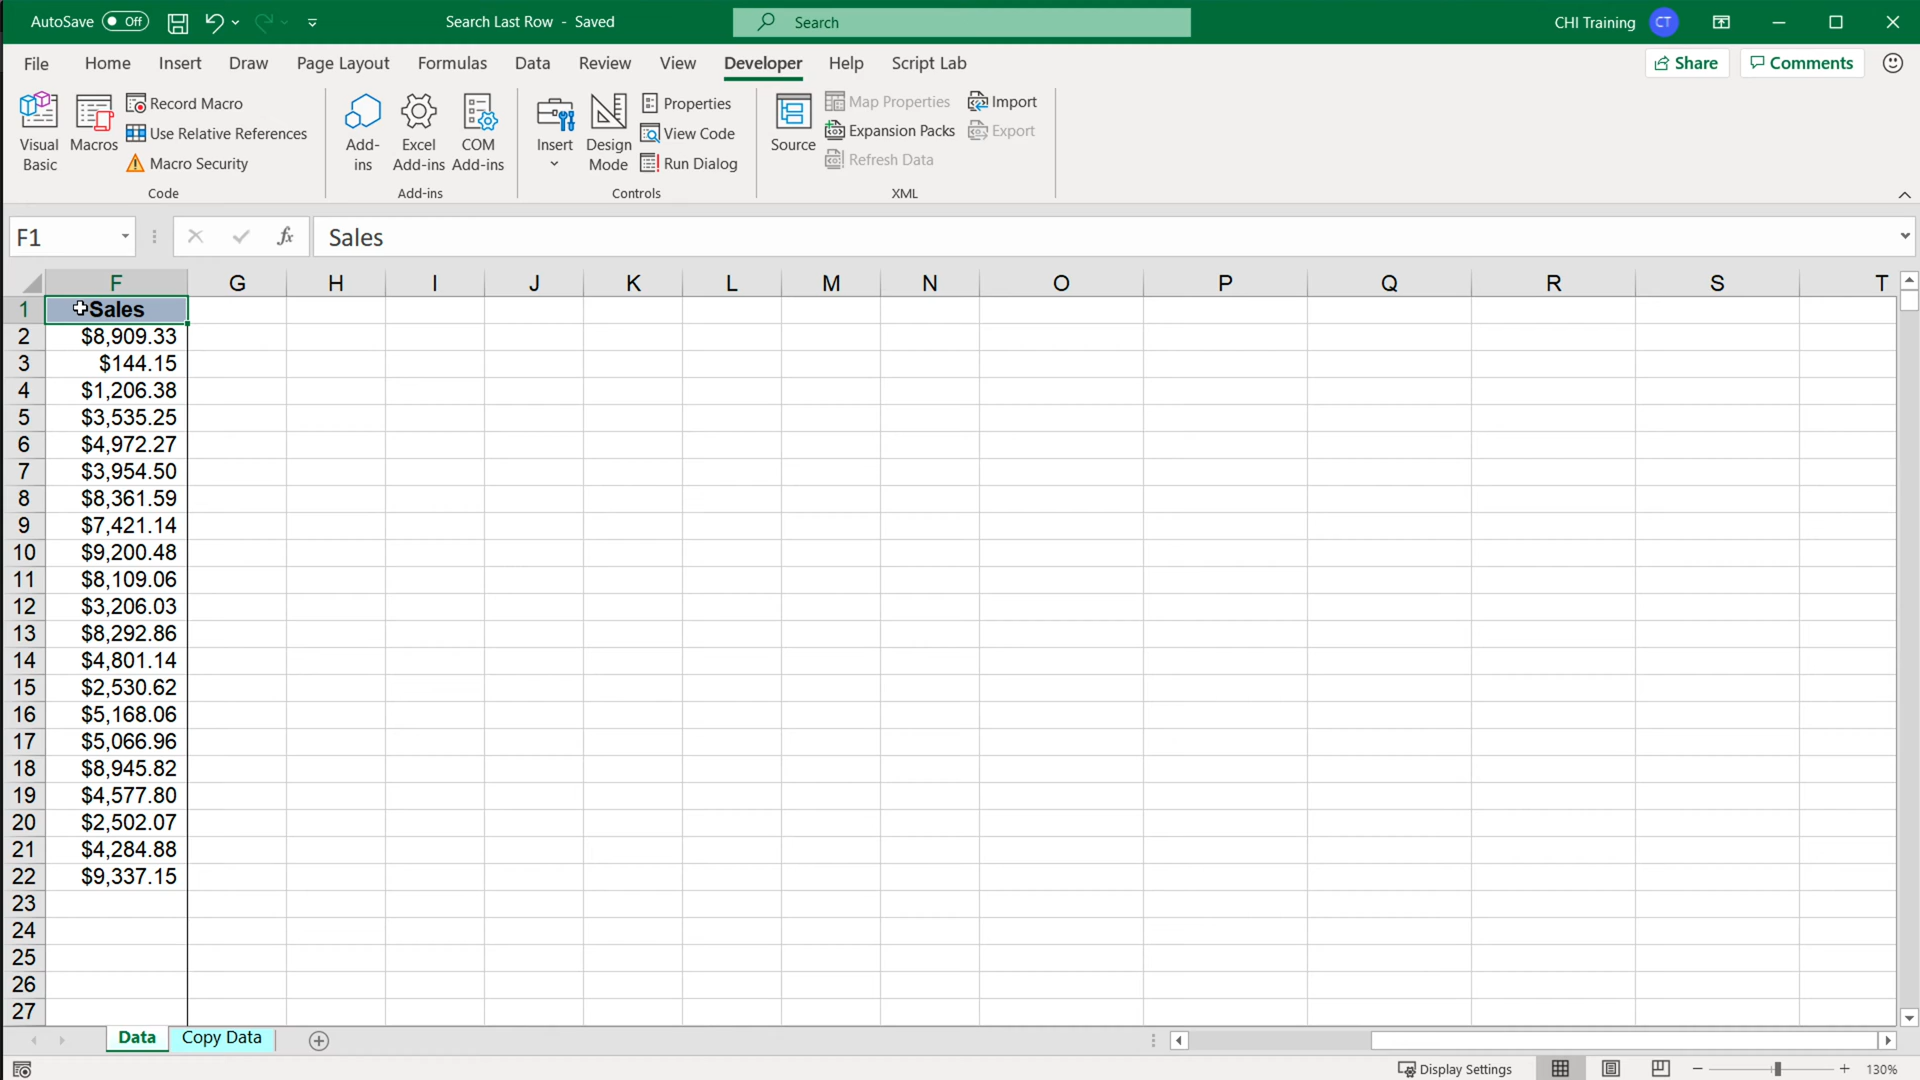 AutoSave Off Search Last Row - Saved Search CHI Training CT
File Home Insert Draw Page Layout Formulas Data Review View Developer Help Script Lab Share Comments
Visual Basic
Macros
Record Macro
Use Relative References
Macro Security
Code
Add-ins
Excel Add-ins
COM Add-ins
Add-ins
Insert
Design Mode
Properties
View Code
Run Dialog
Controls
Source
Map Properties
Expansion Packs
Refresh Data
Import
Export
XML
F1 fx Sales
F G H I J K L M N O P Q R S T
1 Sales
2 $8,909.33
3 $144.15
4 $1,206.38
5 $3,535.25
6 $4,972.27
7 $3,954.50
8 $8,361.59
9 $7,421.14
10 $9,200.48
11 $8,109.06
12 $3,206.03
13 $8,292.86
14 $4,801.14
15 $2,530.62
16 $5,168.06
17 $5,066.96
18 $8,945.82
19 $4,577.80
20 $2,502.07
21 $4,284.88
22 $9,337.15
23
24
25
26
27
Data Copy Data
Display Settings 130%